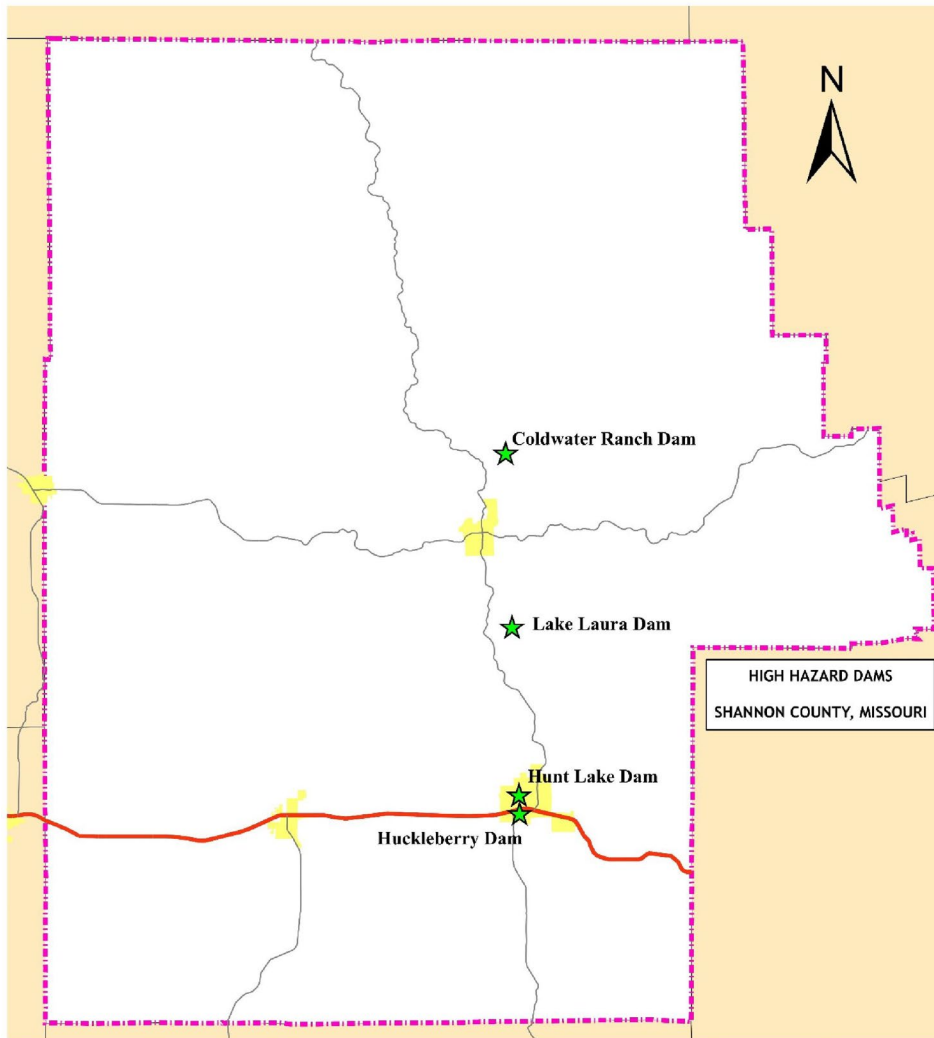 N
Coldwater Ranch Dam
Lake Laura Dam
HIGH HAZARD DAMS
SHANNON COUNTY, MISSOURI
Hunt Lake Dam
Huckleberry Dam